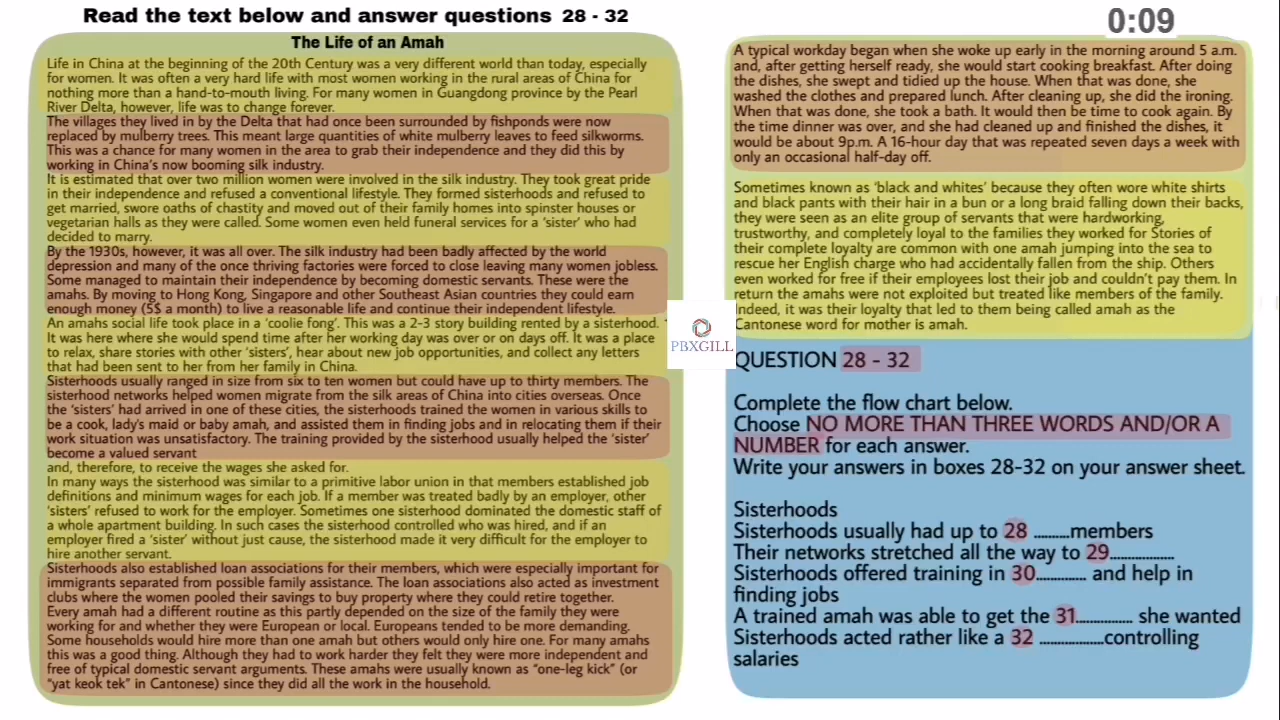 Read the text below and answer questions 28 - 32
The Life of an Amah
Life in China at the beginning of the 20th Century was a very different world than today, especially
for women. It was often a very hard life with most women working in the rural areas of China for
nothing more than a hand-to-mouth living. For many women in Guangdong province by the Pearl
River Delta, however, life was to change forever.
The villages they lived in by the Delta that had once been surrounded by fishponds were now
replaced by mulberry trees. This meant large quantities of white mulberry leaves to feed silkworms.
This was a chance for many women in the area to grab their independence and they did this by
working in China's now booming silk industry.
It is estimated that over two million women were involved in the silk industry. They took great pride
in their independence and refused a conventional lifestyle. They formed sisterhoods and refused to
get married, swore oaths of chastity and moved out of their family homes into spinster houses or
vegetarian halls as they were called. Some women even held funeral services for a 'sister' who had
decided to marry.
By the 1930s, however, it was all over. The silk industry had been badly affected by the world
depression and many of the once thriving factories were forced to close leaving many women jobless.
Some managed to maintain their independence by becoming domestic servants. These were the
amahs. By moving to Hong Kong, Singapore and other Southeast Asian countries they could earn
enough money (5$ a month) to live a reasonable life and continue their independent lifestyle.
An amahs social life took place in a 'coolie fong'. This was a 2-3 story building rented by a sisterhood.
It was here where she would spend time after her working day was over or on days off. It was a place
to relax, share stories with other 'sisters', hear about new job opportunities, and collect any letters
that had been sent to her from her family in China.
Sisterhoods usually ranged in size from six to ten women but could have up to thirty members. The
sisterhood networks helped women migrate from the silk areas of China into cities overseas. Once
the 'sisters' had arrived in one of these cities, the sisterhoods trained the women in various skills to
be a cook, lady's maid or baby amah, and assisted them in finding jobs and in relocating them if their
work situation was unsatisfactory. The training provided by the sisterhood usually helped the 'sister'
become a valued servant
and, therefore, to receive the wages she asked for.
In many ways the sisterhood was similar to a primitive labor union in that members established job
definitions and minimum wages for each job. If a member was treated badly by an employer, other
'sisters' refused to work for the employer. Sometimes one sisterhood dominated the domestic staff of
a whole apartment building. In such cases the sisterhood controlled who was hired, and if an
employer fired a 'sister' without just cause, the sisterhood made it very difficult for the employer to
hire another servant.
Sisterhoods also established loan associations for their members, which were especially important for
immigrants separated from possible family assistance. The loan associations also acted as investment
clubs where the women pooled their savings to buy property where they could retire together.
Every amah had a different routine as this partly depended on the size of the family they were
working for and whether they were European or local. Europeans tended to be more demanding.
Some households would hire more than one amah but others would only hire one. For many amahs
this was a good thing. Although they had to work harder they felt they were more independent and
free of typical domestic servant arguments. These amahs were usually known as "one-leg kick" (or
"yat keok tek" in Cantonese) since they did all the work in the household.
0:09
A typical workday began when she woke up early in the morning around 5 a.m.
and, after getting herself ready, she would start cooking breakfast. After doing
the dishes, she swept and tidied up the house. When that was done, she
washed the clothes and prepared lunch. After cleaning up, she did the ironing.
When that was done, she took a bath. It would then be time to cook again. By
the time dinner was over, and she had cleaned up and finished the dishes, it
would be about 9p.m. A 16-hour day that was repeated seven days a week with
only an occasional half-day off.
Sometimes known as 'black and whites' because they often wore white shirts
and black pants with their hair in a bun or a long braid falling down their backs,
they were seen as an elite group of servants that were hardworking,
trustworthy, and completely loyal to the families they worked for Stories of
their complete loyalty are common with one amah jumping into the sea to
rescue her English charge who had accidentally fallen from the ship. Others
even worked for free if their employees lost their job and couldn't pay them. In
return the amahs were not exploited but treated like members of the family.
Indeed, it was their loyalty that led to them being called amah as the
Cantonese word for mother is amah.
PBXGILL
QUESTION 28 - 32
Complete the flow chart below.
Choose NO MORE THAN THREE WORDS AND/OR A
NUMBER for each answer.
Write your answers in boxes 28-32 on your answer sheet.
Sisterhoods
Sisterhoods usually had up to 28 ..........members
Their networks stretched all the way to 29..................
Sisterhoods offered training in 30.............. and help in
finding jobs
A trained amah was able to get the 31................ she wanted
Sisterhoods acted rather like a 32 ..................controlling
salaries